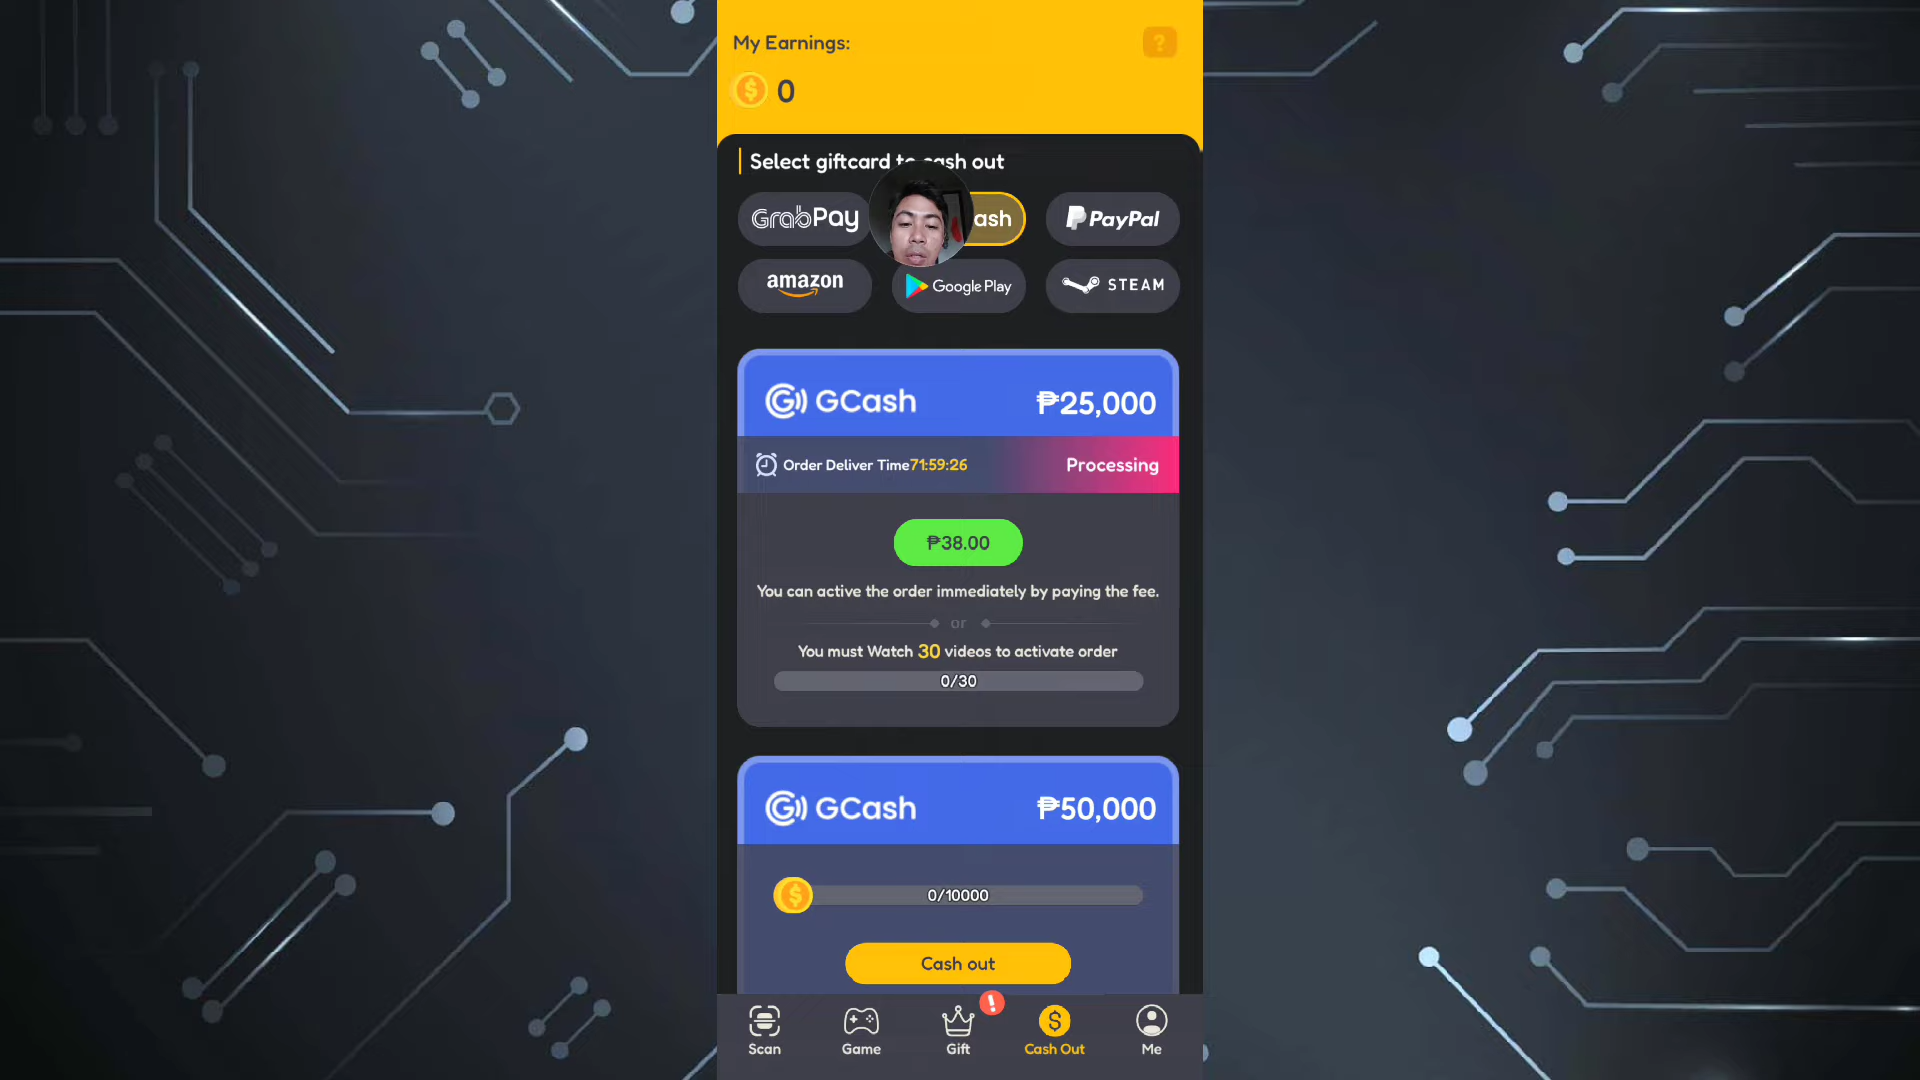 My Earnings:
?
$ 0
Select giftcard to cash out
GrabPay
ash
PayPal
amazon
Google Play
STEAM
GCash ₱25,000
Order Deliver Time71:59:26 Processing
₱38.00
You can active the order immediately by paying the fee.
or
You must Watch 30 videos to activate order
0/30
GCash ₱50,000
$ 0/10000
Cash out
!
Scan Game Gift Cash Out Me